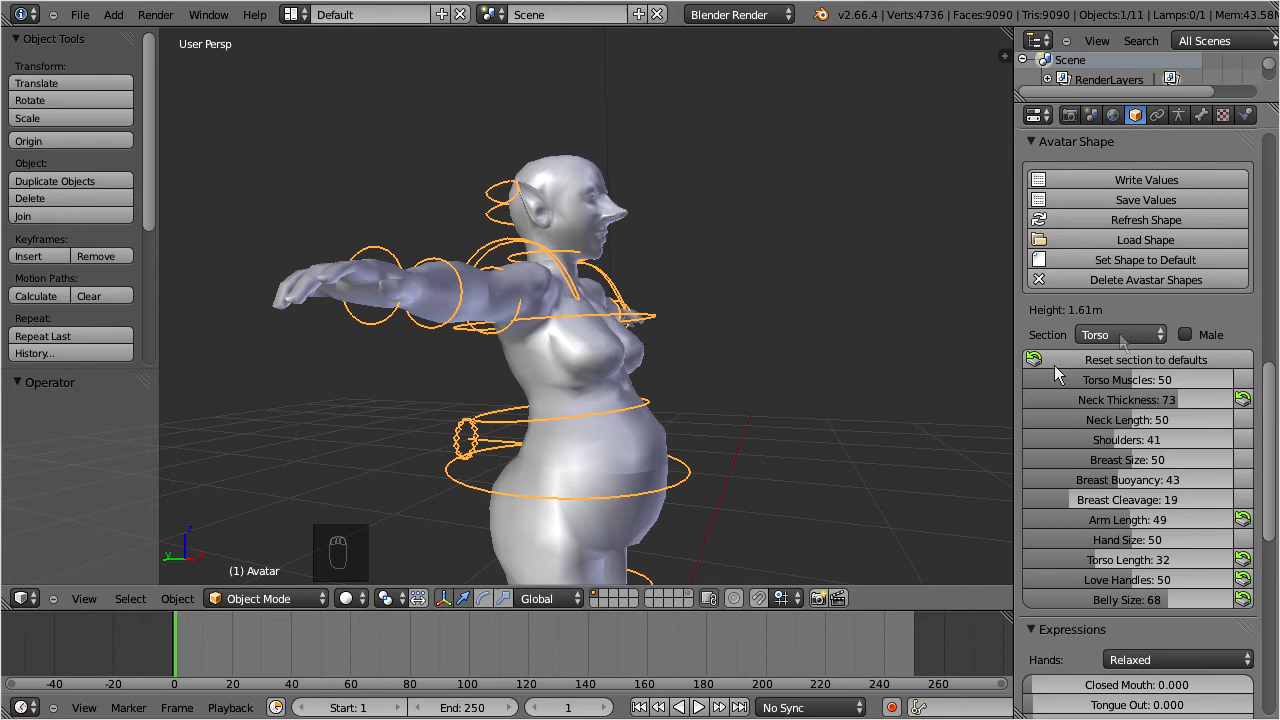 File Add Render Window Help Default Scene Blender Render v2.66.4 | Verts:4736 | Faces:9090 | Tris:9090 | Objects:1/11 | Lamps:0/1 | Mem:43.58
Object Tools
Transform:
Translate
Rotate
Scale
Origin
Object:
Duplicate Objects
Delete
Join
Keyframes:
Insert Remove
Motion Paths:
Calculate Clear
Repeat:
Repeat Last
History...
Operator
User Persp
z
y
x
(1) Avatar
View Search All Scenes
Scene
RenderLayers |
Avatar Shape
Write Values
Save Values
Refresh Shape
Load Shape
Set Shape to Default
Delete Avastar Shapes
Height: 1.61m
Section Torso Male
Reset section to defaults
Torso Muscles: 50
Neck Thickness: 73
Neck Length: 50
Shoulders: 41
Breast Size: 50
Breast Buoyancy: 43
Breast Cleavage: 19
Arm Length: 49
Hand Size: 50
Torso Length: 32
Love Handles: 50
Belly Size: 68
Expressions
Hands: Relaxed
Closed Mouth: 0.000
Tongue Out: 0.000
View Select Object Object Mode Global
-40 -20 0 20 40 60 80 100 120 140 160 180 200 220 240 260
View Marker Frame Playback Start: 1 End: 250 1 No Sync